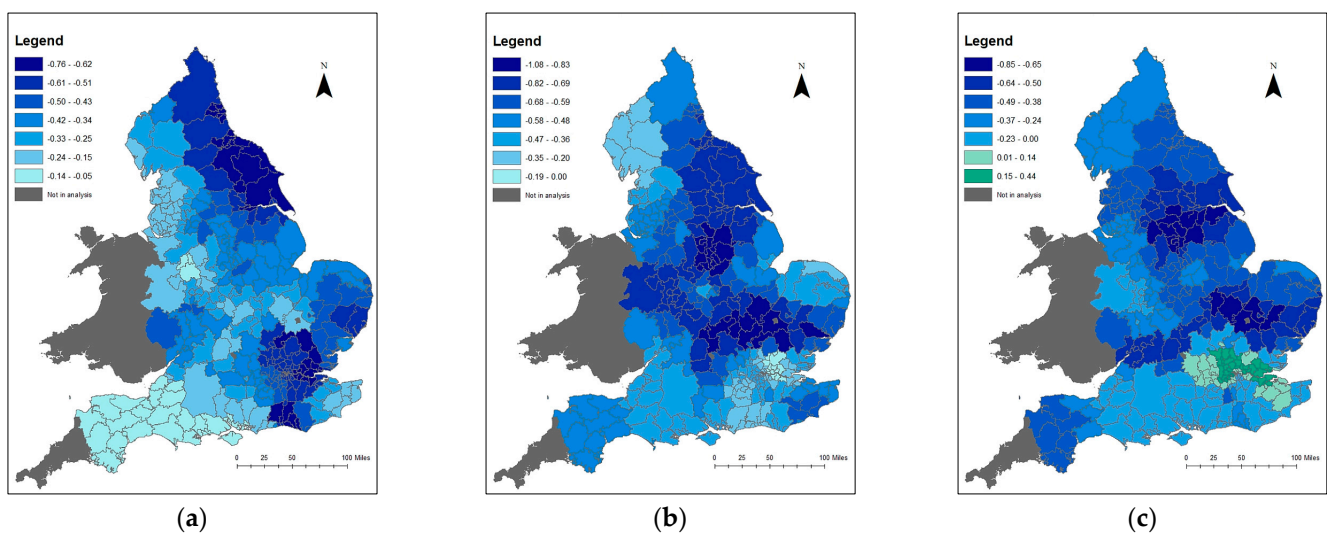 Legend
-0.76 - -0.62
-0.61 - -0.51
-0.50 - -0.43
-0.42 - -0.34
-0.33 - -0.25
-0.24 - -0.15
-0.14 - -0.05
Not in analysis
N
0 25 50 100 Miles
(a)
Legend
-1.08 - -0.83
-0.82 - -0.69
-0.68 - -0.59
-0.58 - -0.48
-0.47 - -0.36
-0.35 - -0.20
-0.19 - 0.00
Not in analysis
N
0 25 50 100 Miles
(b)
Legend
-0.85 - -0.65
-0.64 - -0.50
-0.49 - -0.38
-0.37 - -0.24
-0.23 - 0.00
0.01 - 0.14
0.15 - 0.44
Not in analysis
N
0 25 50 100 Miles
(c)